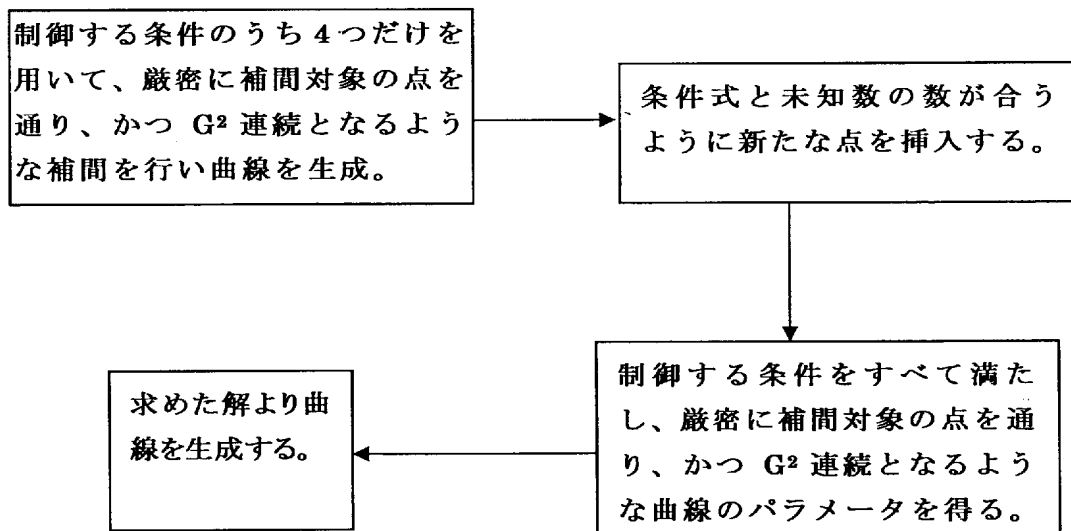 制御する条件のうち4つだけを
用いて、厳密に補間対象の点を
通り、かつ G² 連続となるよう
な補間を行い曲線を生成。
条件式と未知数の数が合う
ように新たな点を挿入する。
制御する条件をすべて満た
し、厳密に補間対象の点を通
り、かつ G² 連続となるよう
な曲線のパラメータを得る。
求めた解より曲
線を生成する。